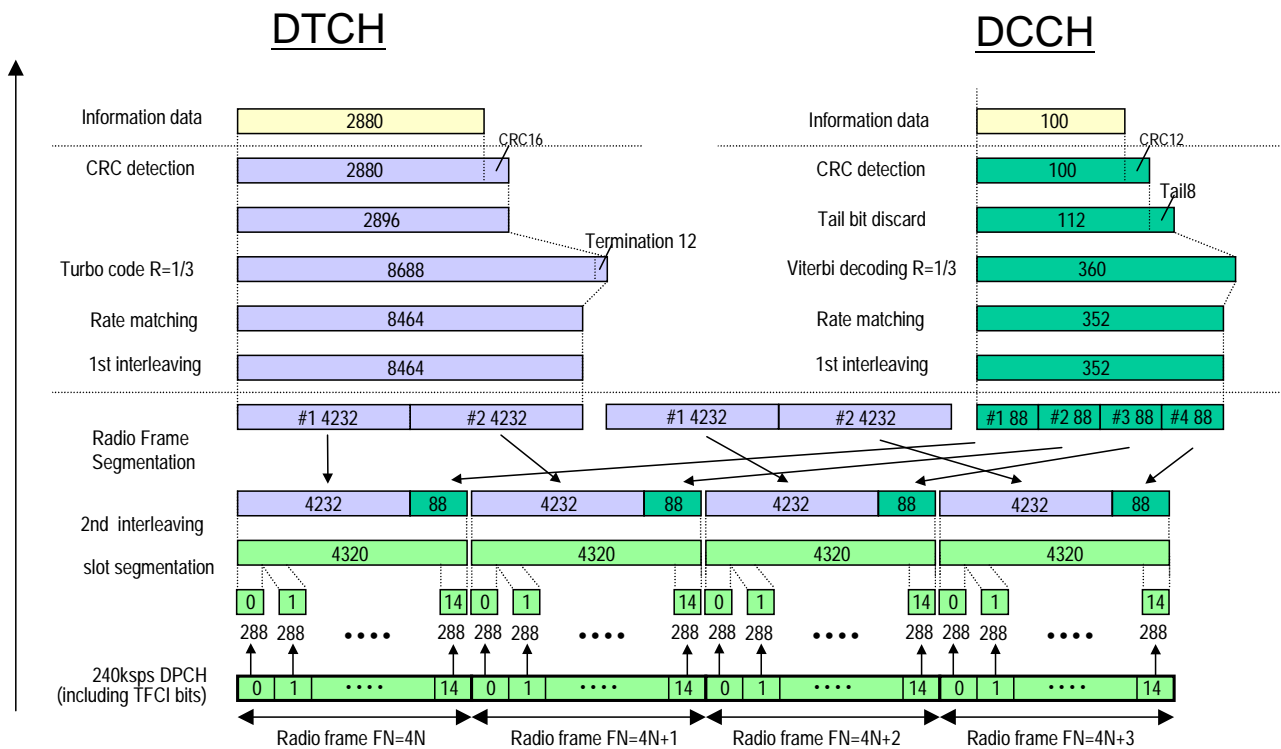 DTCH DCCH
Information data 2880 Information data 100
CRC16 CRC12
CRC detection 2880 CRC detection 100
Tail8
2896 Tail bit discard 112
Termination 12
Turbo code R=1/3 8688 Viterbi decoding R=1/3 360
Rate matching 8464 Rate matching 352
1st interleaving 8464 1st interleaving 352
#1 4232 #2 4232 #1 4232 #2 4232 #1 88 #2 88 #3 88 #4 88
Radio Frame
Segmentation
4232 88 4232 88 4232 88 4232 88
2nd interleaving
4320 4320 4320 4320
slot segmentation
0 1 14 0 1 14 0 1 14 0 1 14
288 288 •••• 288 288 288 •••• 288 288 288 •••• 288 288 288 •••• 288
240ksps DPCH
(including TFCI bits)
0 1 •••• 14 0 1 •••• 14 0 1 •••• 14 0 1 •••• 14
Radio frame FN=4N Radio frame FN=4N+1 Radio frame FN=4N+2 Radio frame FN=4N+3